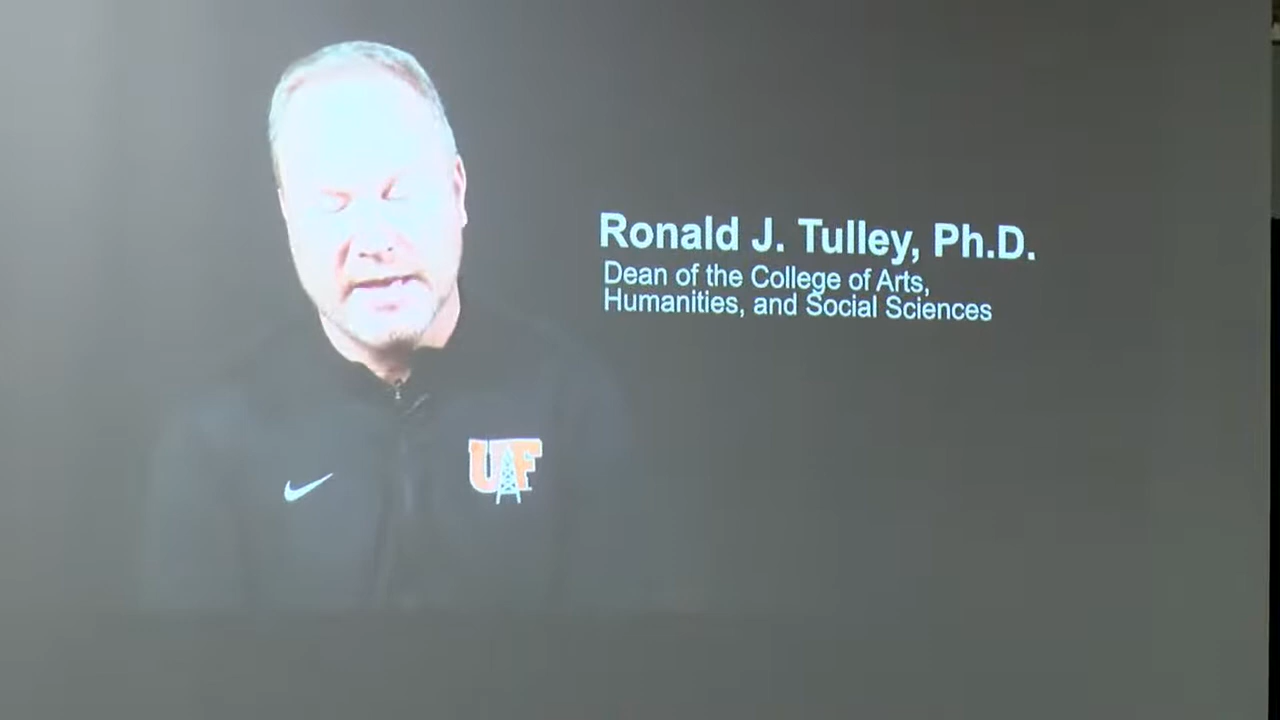 Ronald J. Tulley, Ph.D.
Dean of the College of Arts,
Humanities, and Social Sciences
UF